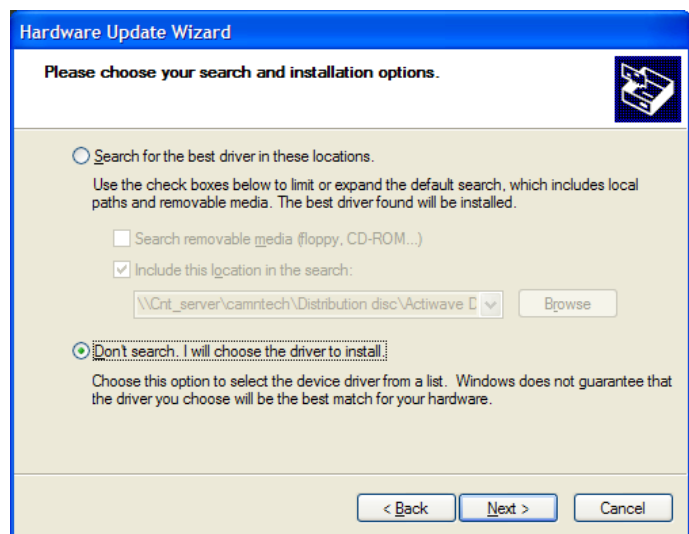 Hardware Update Wizard
Please choose your search and installation options.
Search for the best driver in these locations.
Use the check boxes below to limit or expand the default search, which includes local
paths and removable media. The best driver found will be installed.
Search removable media (floppy, CD-ROM...)
Include this location in the search:
\\Cnt_server\camntech\Distribution disc\Actiwave D
Browse
Don't search. I will choose the driver to install.
Choose this option to select the device driver from a list. Windows does not guarantee that
the driver you choose will be the best match for your hardware.
< Back
Next >
Cancel